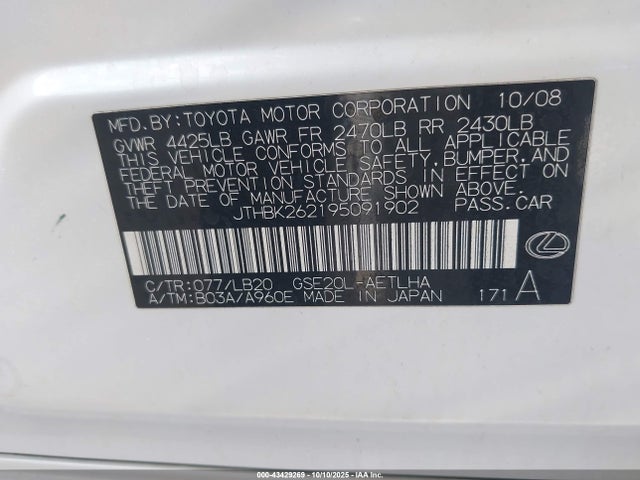 MFD. BY: TOYOTA MOTOR CORPORATION 10/08
GVWR 4425LB GAWR FR 2470LB RR 2430LB
THIS VEHICLE CONFORMS TO ALL APPLICABLE
FEDERAL MOTOR VEHICLE SAFETY, BUMPER, AND
THEFT PREVENTION STANDARDS IN EFFECT ON
THE DATE OF MANUFACTURE SHOWN ABOVE.
JTHBK262195091902 PASS. CAR
C/TR: 077/LB20 GSE20L-AETLHA
A/TM: B03A/A960E MADE IN JAPAN 171 A
000-43429269 - 10/10/2025 - IAA Inc.